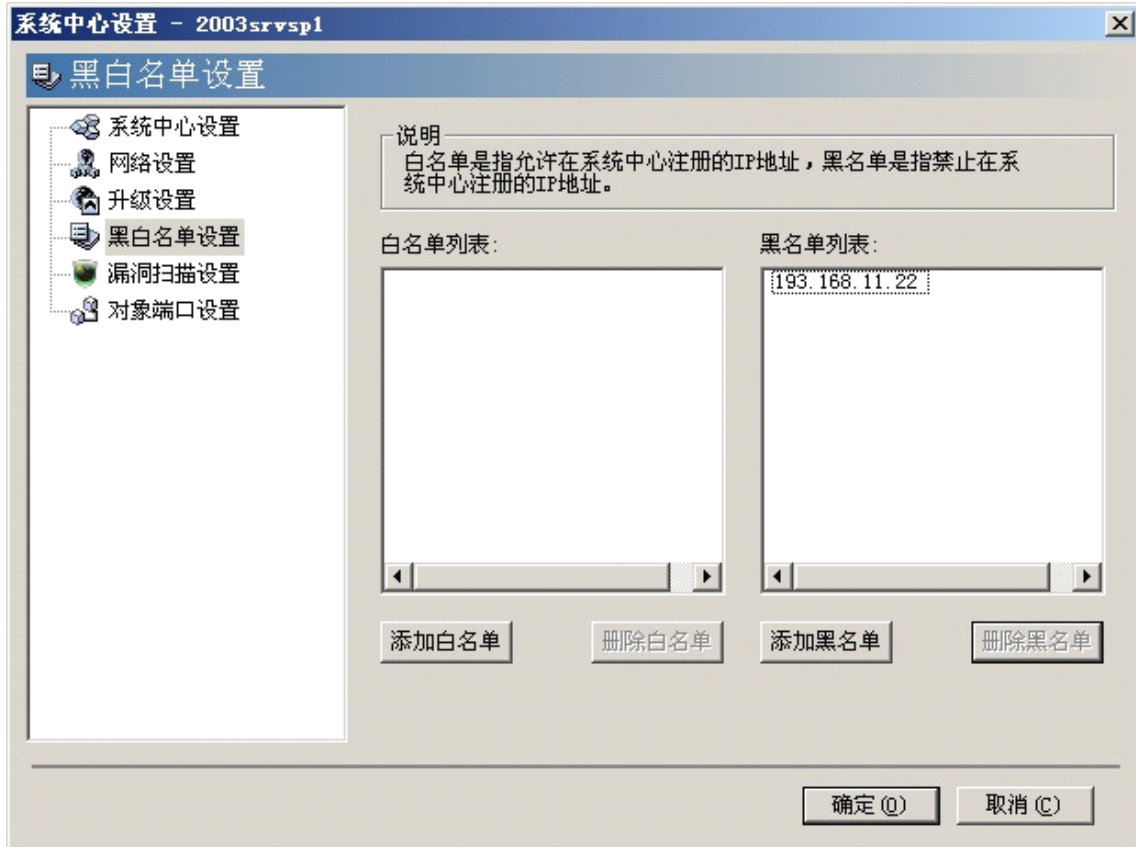 系统中心设置 - 2003srvsp1
黑白名单设置
系统中心设置
网络设置
升级设置
黑白名单设置
漏洞扫描设置
对象端口设置
说明
白名单是指允许在系统中心注册的IP地址，黑名单是指禁止在系
统中心注册的IP地址。
白名单列表:
黑名单列表:
193.168.11.22
添加白名单
删除白名单
添加黑名单
删除黑名单
确定(O)
取消(C)